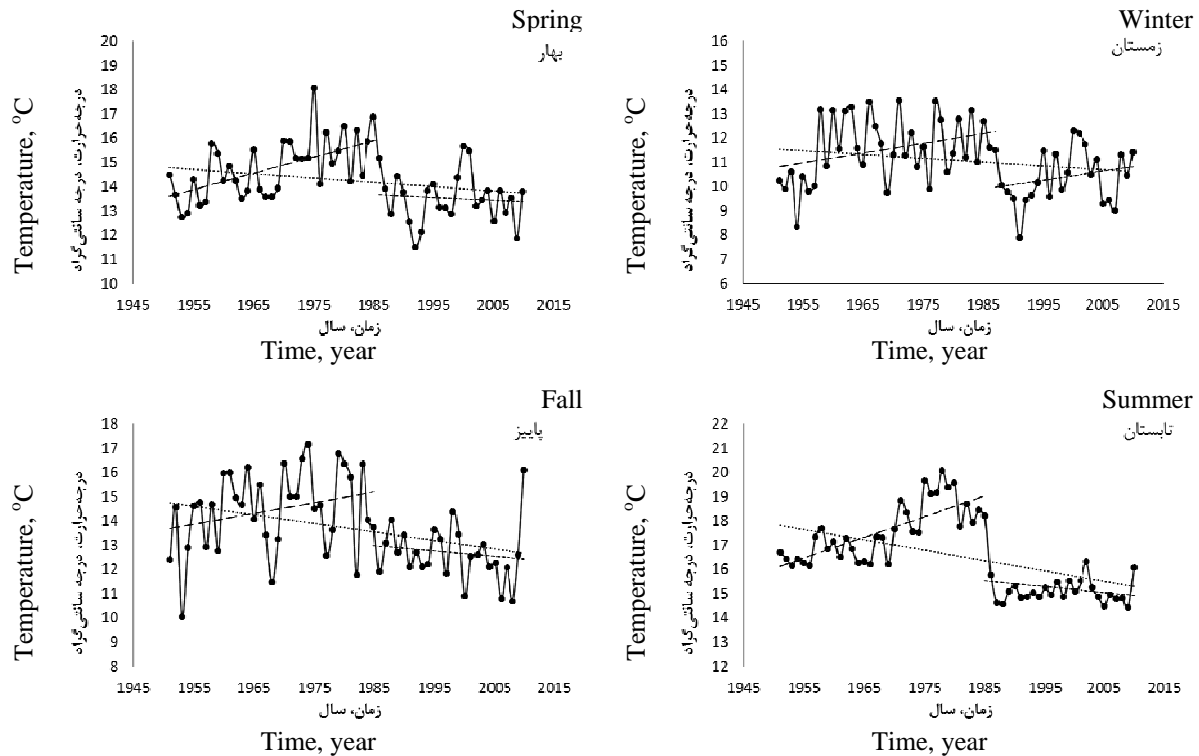 Spring
بهار
20
19
18
17
16
15
14
13
12
11
10
Temperature, °C
درجه حرارت، درجه سانتی‌گراد
1945 1955 1965 1975 1985 1995 2005 2015
زمان، سال
Time, year
Winter
زمستان
16
15
14
13
12
11
10
9
8
7
6
Temperature, °C
درجه حرارت، درجه سانتی‌گراد
1945 1955 1965 1975 1985 1995 2005 2015
زمان، سال
Time, year
Fall
پاییز
18
17
16
15
14
13
12
11
10
9
8
Temperature, °C
درجه حرارت، درجه سانتی‌گراد
1945 1955 1965 1975 1985 1995 2005 2015
زمان، سال
Time, year
Summer
تابستان
22
21
20
19
18
17
16
15
14
13
12
Temperature, °C
درجه حرارت، درجه سانتی‌گراد
1945 1955 1965 1975 1985 1995 2005 2015
زمان، سال
Time, year